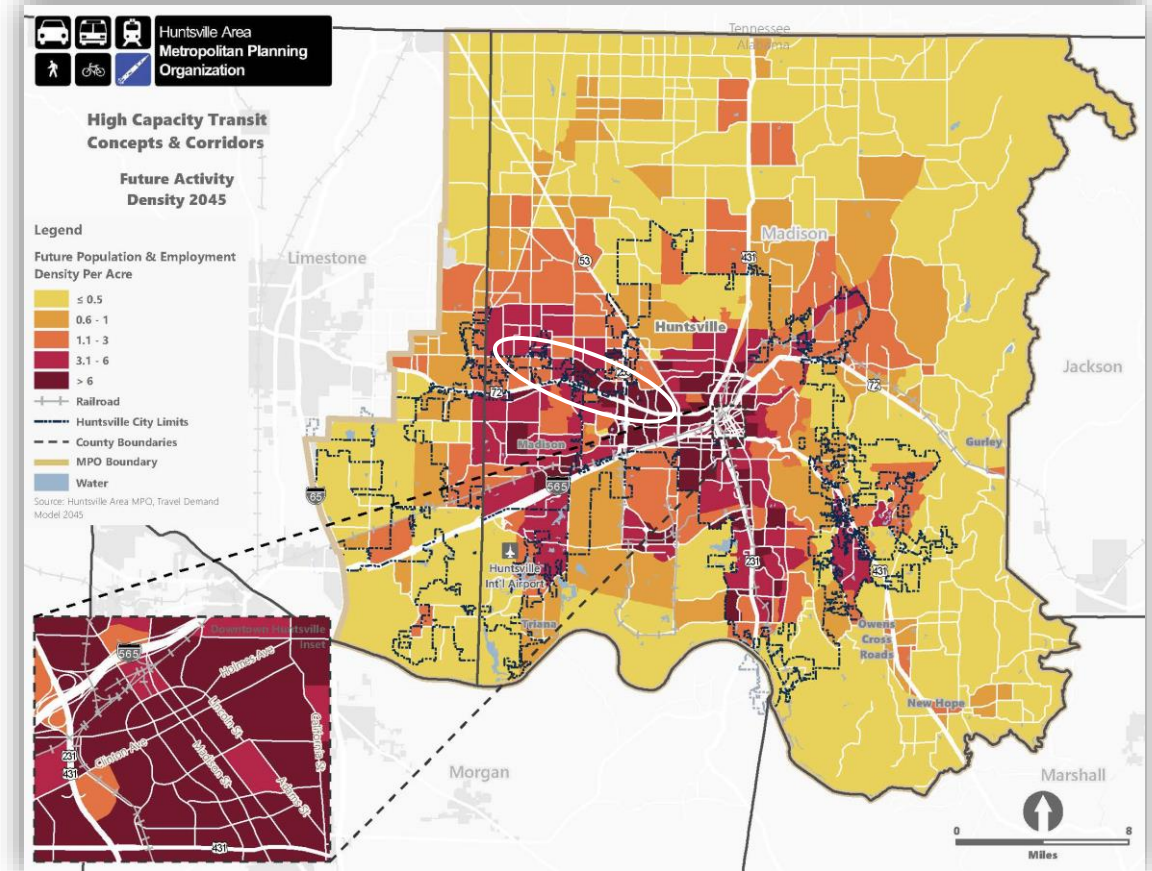 Huntsville Area
Metropolitan Planning
Organization
High Capacity Transit
Concepts & Corridors
Future Activity
Density 2045
Legend
Future Population & Employment
Density Per Acre
≤ 0.5
0.6 - 1
1.1 - 3
3.1 - 6
> 6
Railroad
Huntsville City Limits
County Boundaries
MPO Boundary
Water
Source: Huntsville Area MPO, Travel Demand
Model 2045
Tennessee
Alabama
Limestone
Madison
53
431
Huntsville
Jackson
72
72
Madison
Gurley
565
65
Huntsville
Int'l Airport
231
431
Triana
Owens
Cross
Roads
New Hope
Morgan
Marshall
0
8
Miles
Downtown Huntsville
Inset
565
Holmes Ave
Lincoln St
Clinton Ave
Madison St
California St
Adams St
231
431
431